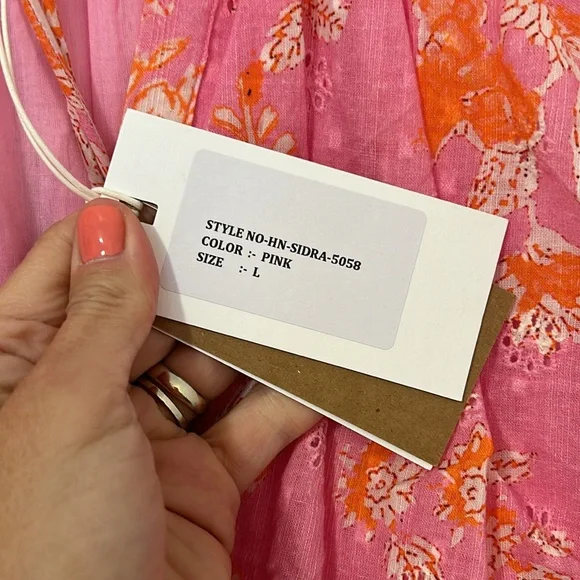 STYLE NO-HN-SIDRA-5058
COLOR :- PINK
SIZE :- L